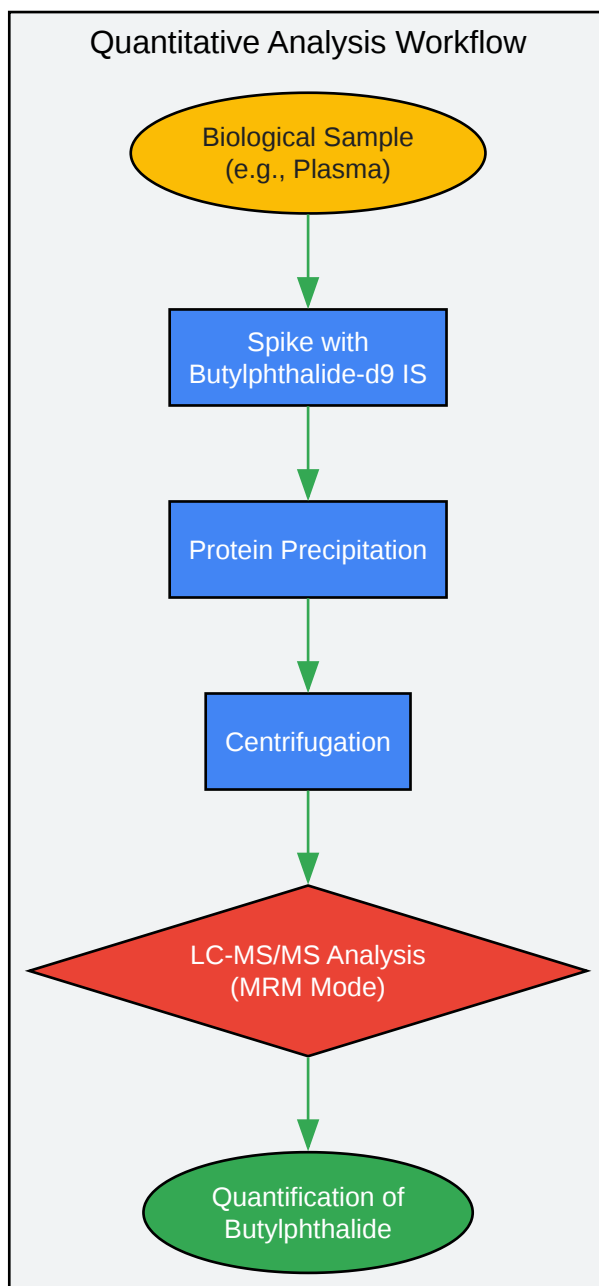 Quantitative Analysis Workflow
Biological Sample
(e.g., Plasma)
Spike with
Butylphthalide-d9 IS
Protein Precipitation
Centrifugation
LC-MS/MS Analysis
(MRM Mode)
Quantification of
Butylphthalide